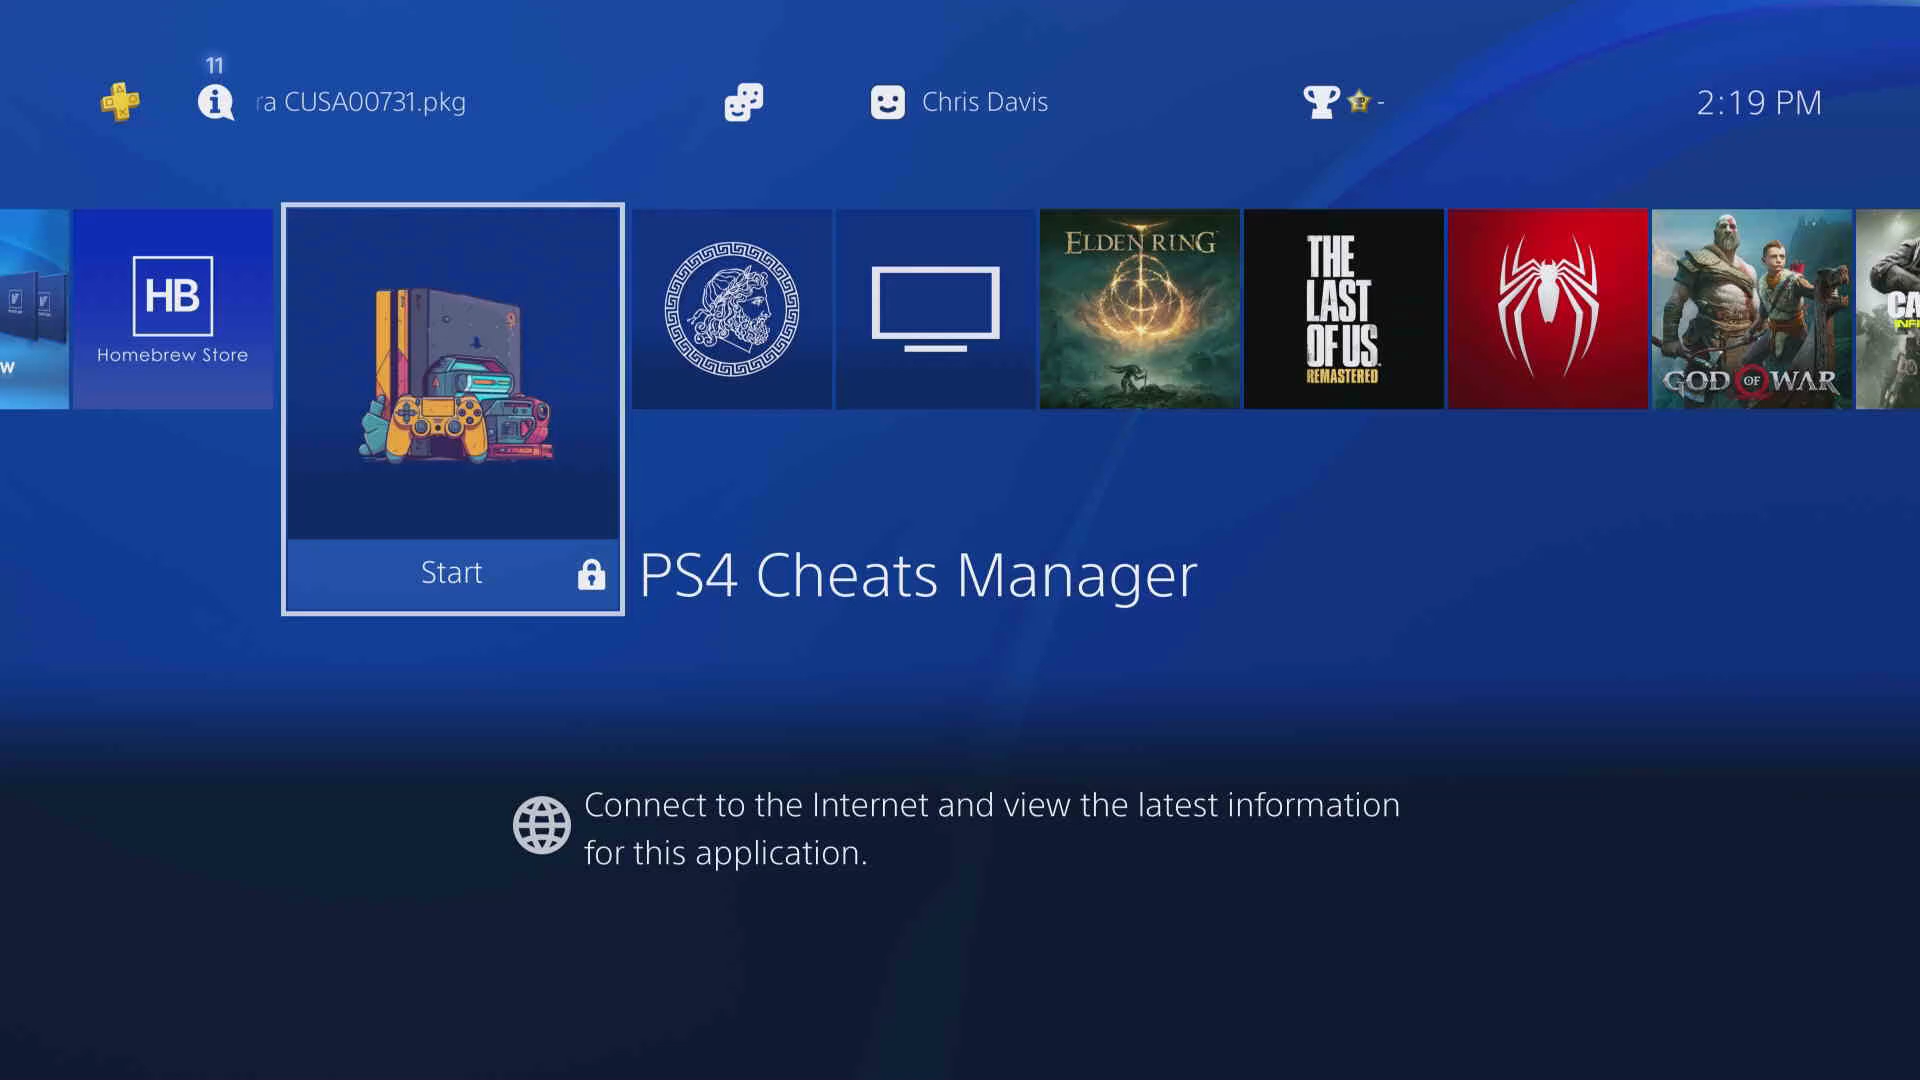 11
ra CUSA00731.pkg
Chris Davis
-
2:19 PM
W
HB
Homebrew Store
ELDEN RING
THE
LAST
OF US
REMASTERED
GOD OF WAR
CA
INFI
Start
PS4 Cheats Manager
Connect to the Internet and view the latest information
for this application.